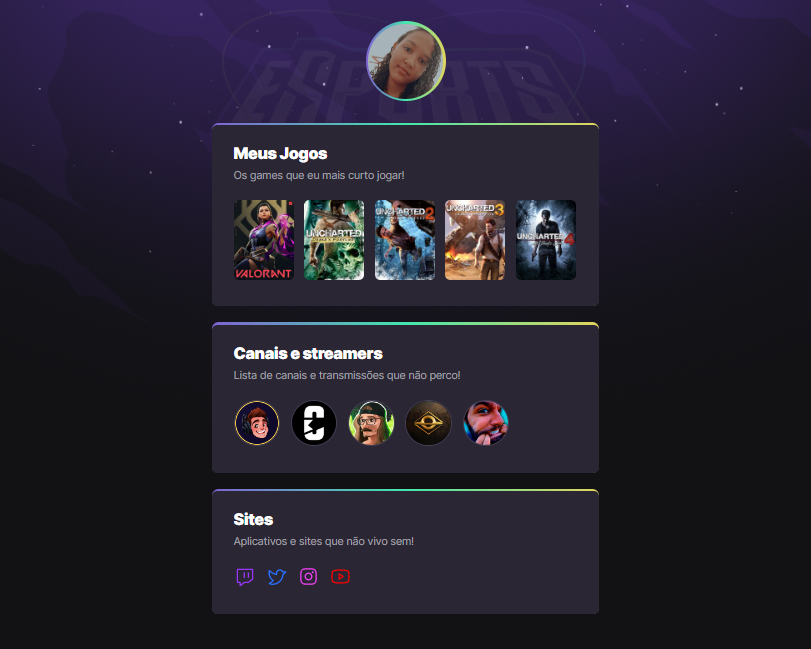 ESPORTS
Meus Jogos
Os games que eu mais curto jogar!
VALORANT
UNCHARTED
UNCHARTED 2
UNCHARTED 3
UNCHARTED 4
Canais e streamers
Lista de canais e transmissões que não perco!
Sites
Aplicativos e sites que não vivo sem!